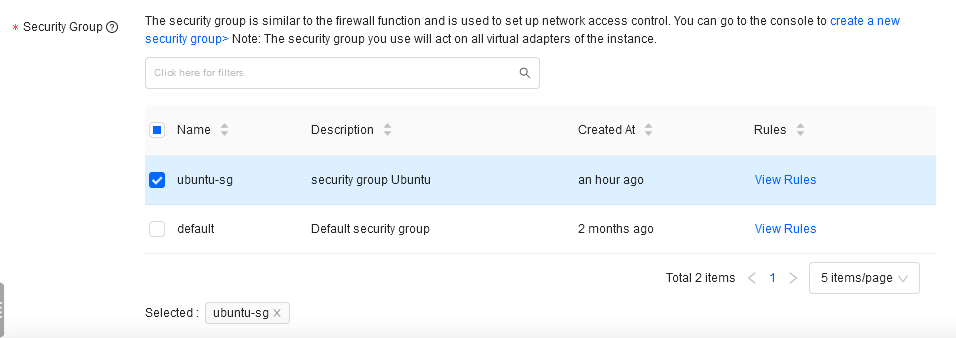 * Security Group
The security group is similar to the firewall function and is used to set up network access control. You can go to the console to create a new
security group> Note: The security group you use will act on all virtual adapters of the instance.
Click here for filters.
Name Description Created At Rules
ubuntu-sg security group Ubuntu an hour ago View Rules
default Default security group 2 months ago View Rules
Total 2 items < 1 > 5 items/page
Selected : ubuntu-sg ×